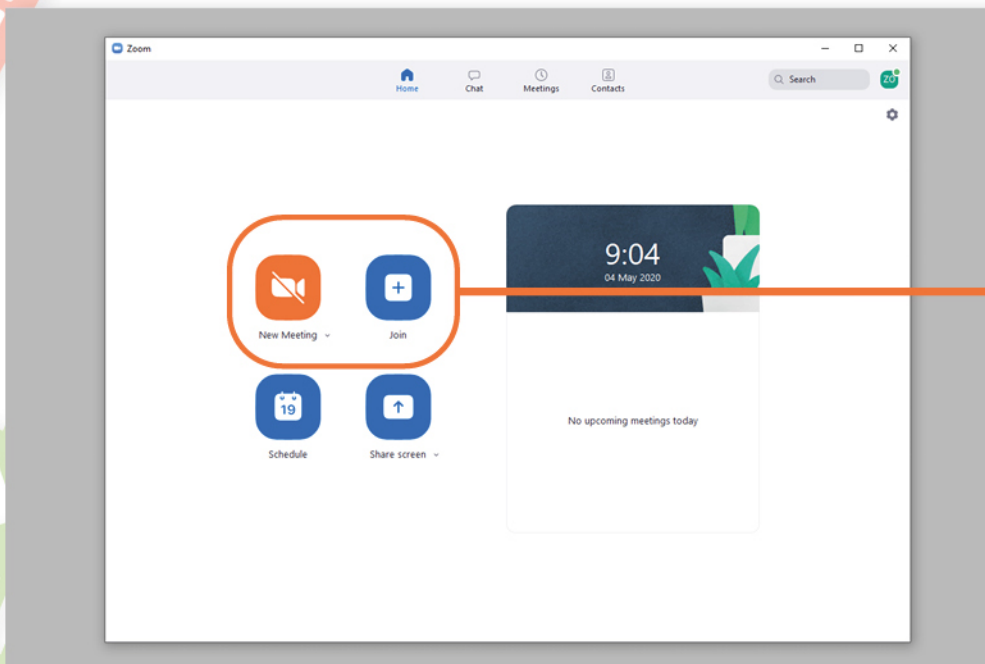 Zoom
Home
Chat
Meetings
Contacts
Search
ZO
9:04
04 May 2020
New Meeting
Join
19
Schedule
Share screen
No upcoming meetings today